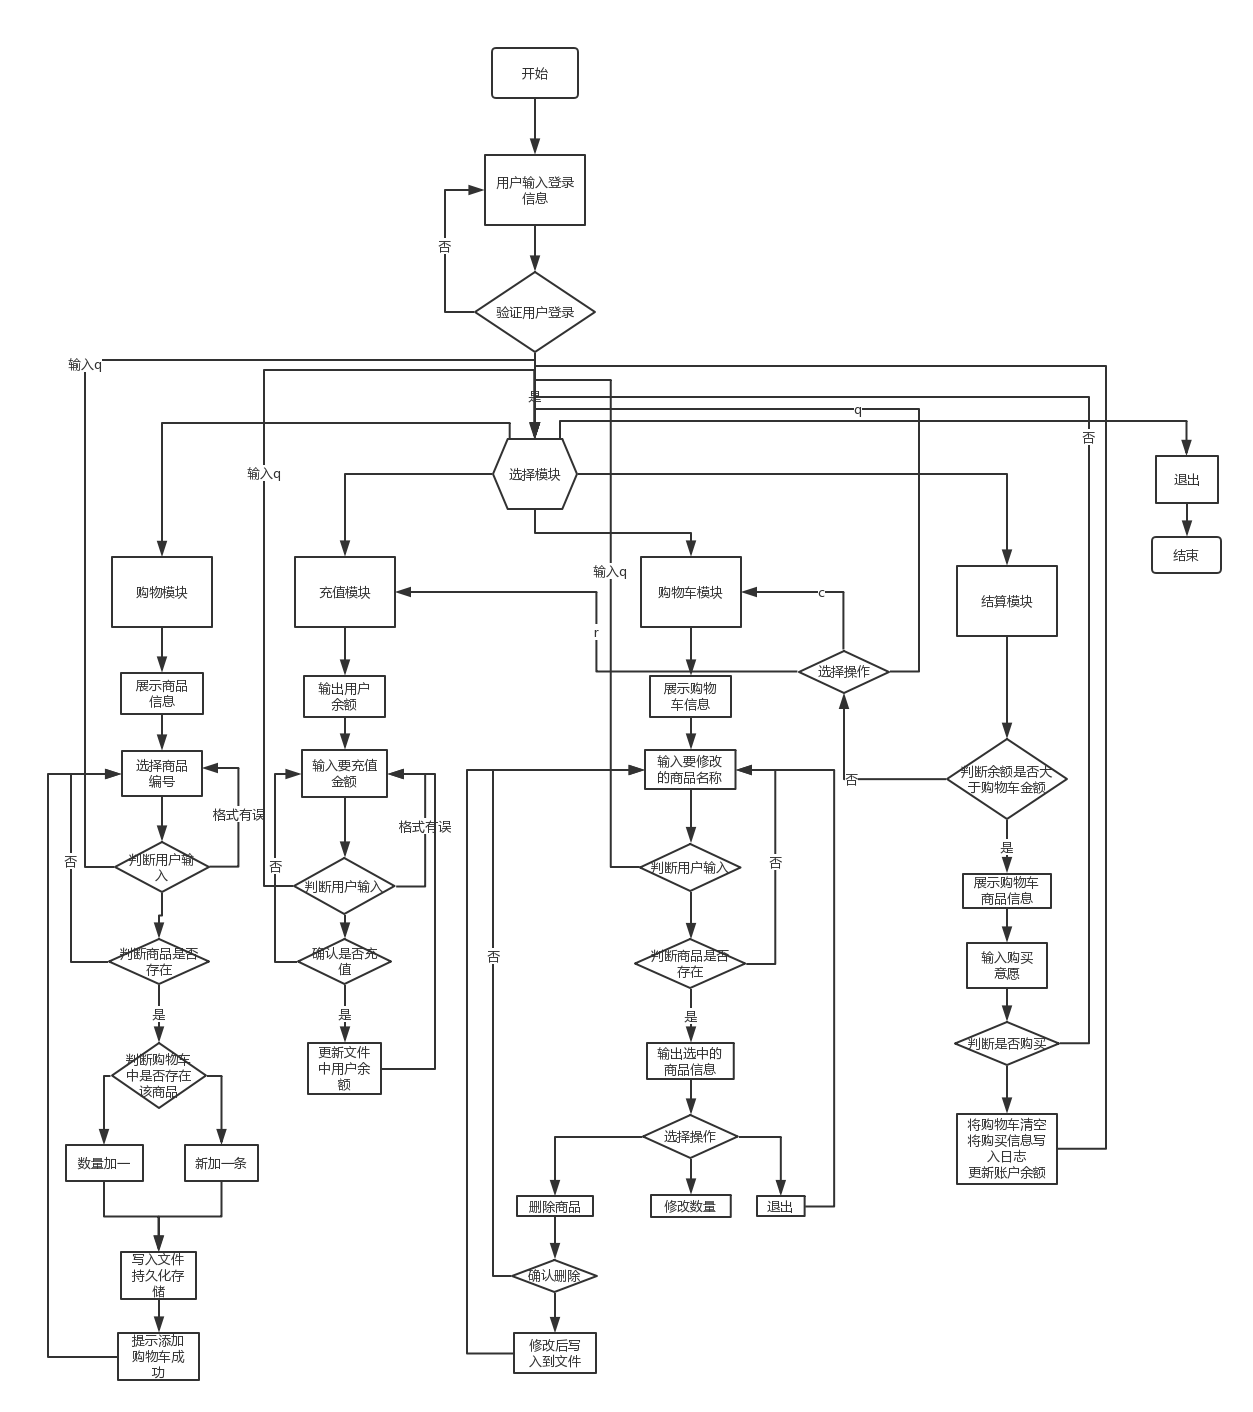 开始
用户输入登录
信息
否
验证用户登录
输入q
是
q
否
输入q
选择模块
退出
结束
输入q
购物模块
充值模块
购物车模块
c
结算模块
r
选择操作
展示商品
信息
输出用户
余额
展示购物
车信息
选择商品
编号
输入要充值
金额
输入要修改
的商品名称
否
判断余额是否大
于购物车金额
格式有误
格式有误
是
否
判断用户输
入
否
判断用户输入
判断用户输入
否
展示购物车
商品信息
判断商品是否
存在
确认是否充
值
否
判断商品是否
存在
输入购买
意愿
是
是
是
判断是否购买
判断购物车
中是否存在
该商品
更新文件
中用户余
额
输出选中的
商品信息
选择操作
将购物车清空
将购买信息写
入日志
更新账户余额
数量加一
新加一条
删除商品
修改数量
退出
写入文件
持久化存
储
确认删除
提示添加
购物车成
功
修改后写
入到文件